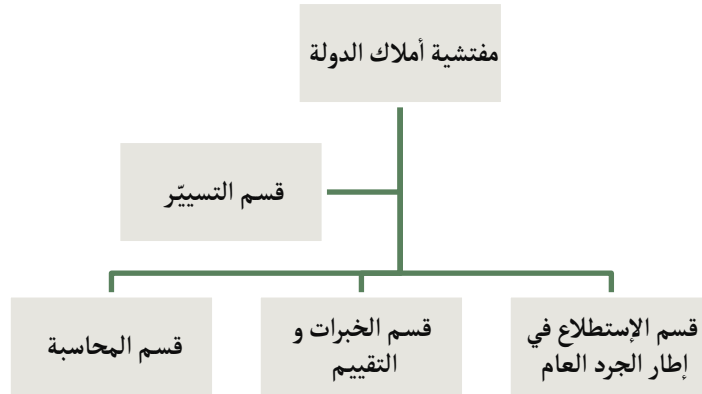 مفتشية أملاك الدولة
قسم التسييّر
قسم الإستطلاع في
إطار الجرد العام
قسم الخبرات و
التقييم
قسم المحاسبة